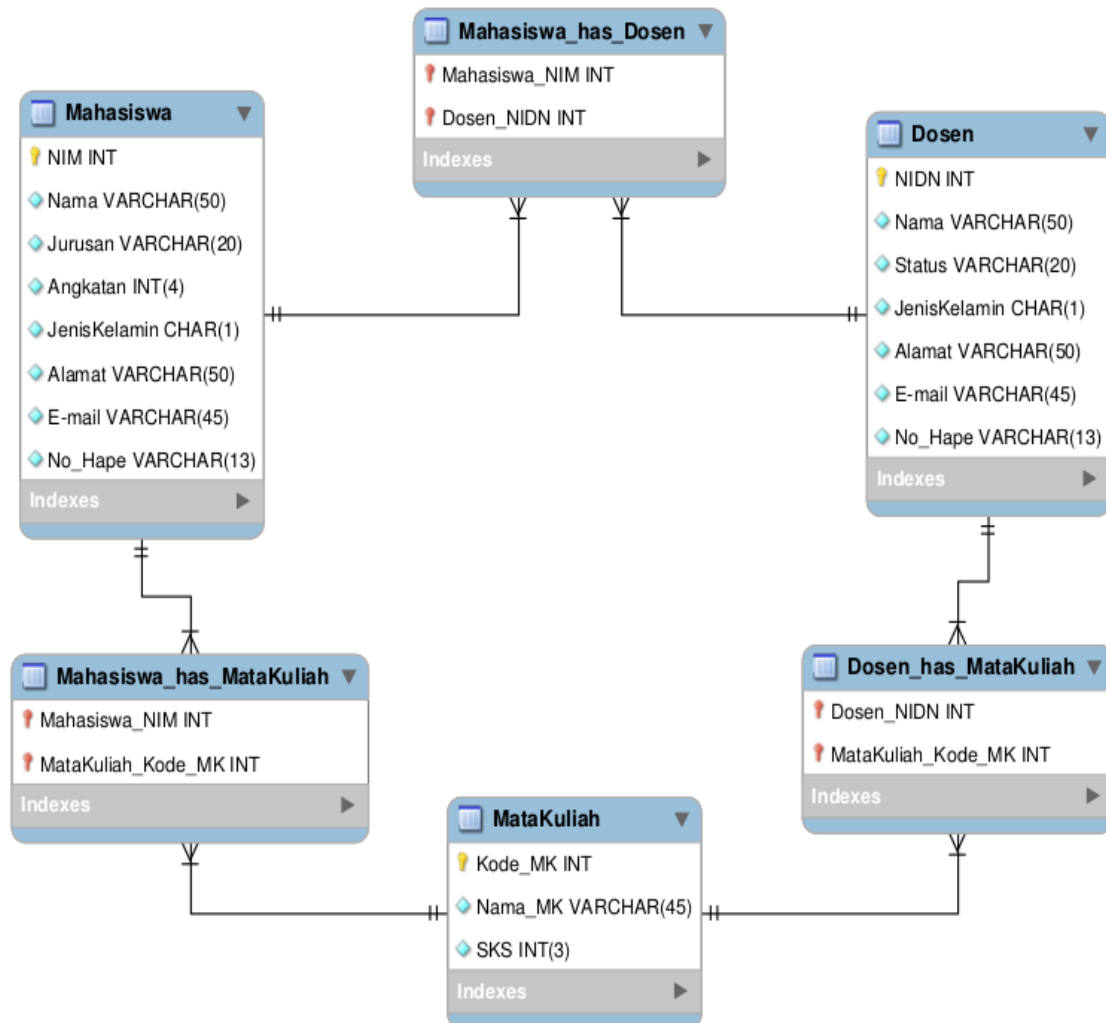 Mahasiswa_has_Dosen
Mahasiswa_NIM INT
Dosen_NIDN INT
Indexes
Mahasiswa
NIM INT
Nama VARCHAR(50)
Jurusan VARCHAR(20)
Angkatan INT(4)
JenisKelamin CHAR(1)
Alamat VARCHAR(50)
E-mail VARCHAR(45)
No_Hape VARCHAR(13)
Indexes
Dosen
NIDN INT
Nama VARCHAR(50)
Status VARCHAR(20)
JenisKelamin CHAR(1)
Alamat VARCHAR(50)
E-mail VARCHAR(45)
No_Hape VARCHAR(13)
Indexes
Mahasiswa_has_MataKuliah
Mahasiswa_NIM INT
MataKuliah_Kode_MK INT
Indexes
Dosen_has_MataKuliah
Dosen_NIDN INT
MataKuliah_Kode_MK INT
Indexes
MataKuliah
Kode_MK INT
Nama_MK VARCHAR(45)
SKS INT(3)
Indexes